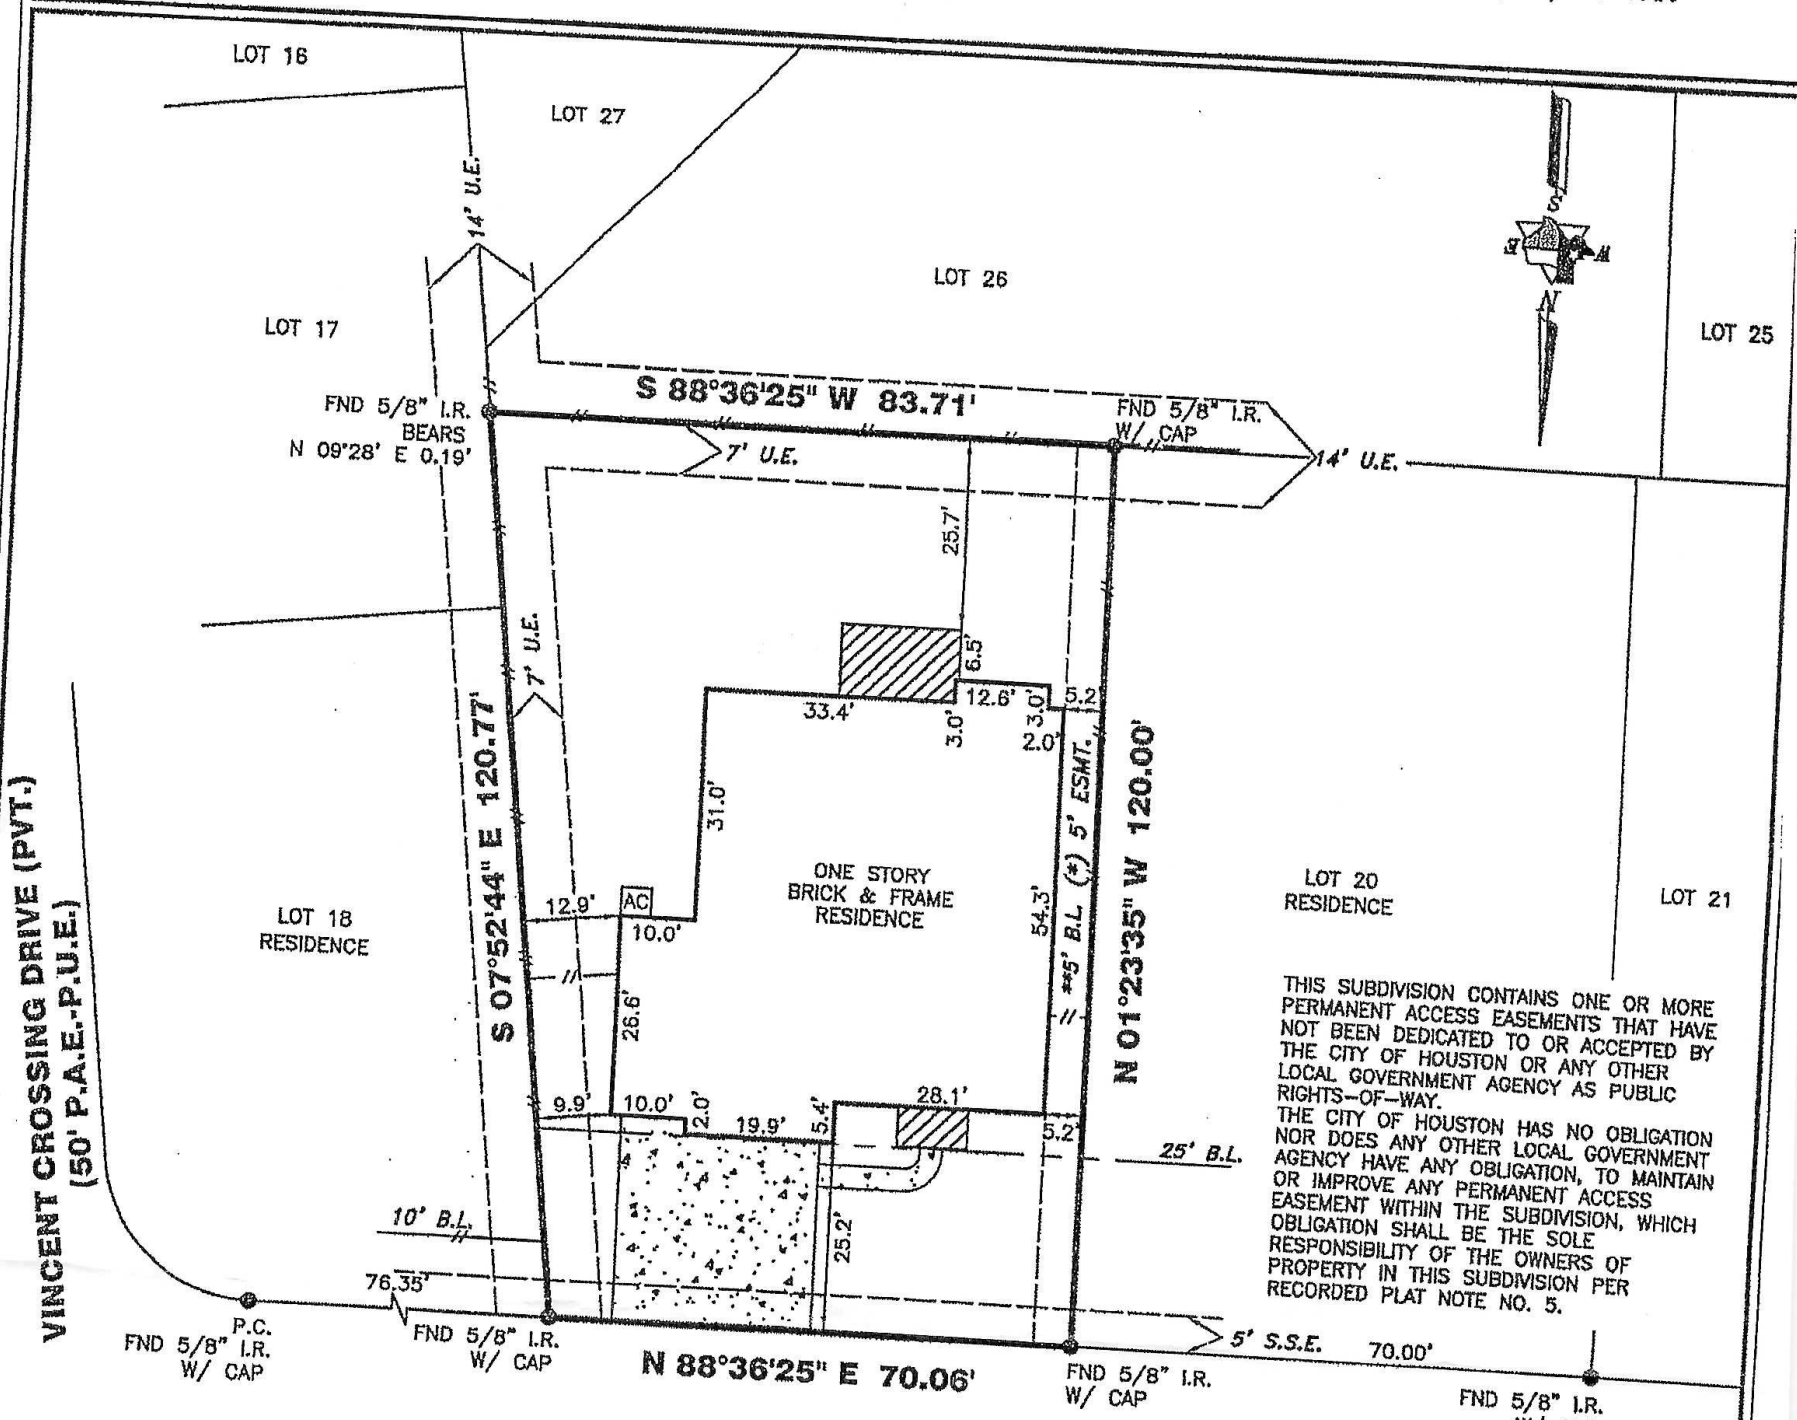 LOT 16
LOT 27
14' U.E.
S
E W
N
LOT 26
LOT 17
LOT 25
S 88°36'25" W 83.71'
FND 5/8" I.R.
BEARS
N 09°28' E 0.19'
FND 5/8" I.R.
W/ CAP
7' U.E.
14' U.E.
25.7'
7' U.E.
6.5'
33.4'
3.0'
12.6'
3.0'
5.2
2.0'
S 07°52'44" E 120.77'
31.0'
N 01°23'35" W 120.00'
**5' B.L (*) 5' ESMT.
54.3'
ONE STORY
BRICK & FRAME
RESIDENCE
LOT 20
RESIDENCE
LOT 21
12.9'
AC
10.0'
LOT 18
RESIDENCE
26.6'
VINCENT CROSSING DRIVE (PVT.)
(50' P.A.E.-P.U.E.)
THIS SUBDIVISION CONTAINS ONE OR MORE
PERMANENT ACCESS EASEMENTS THAT HAVE
NOT BEEN DEDICATED TO OR ACCEPTED BY
THE CITY OF HOUSTON OR ANY OTHER
LOCAL GOVERNMENT AGENCY AS PUBLIC
RIGHTS-OF-WAY.
THE CITY OF HOUSTON HAS NO OBLIGATION
NOR DOES ANY OTHER LOCAL GOVERNMENT
AGENCY HAVE ANY OBLIGATION, TO MAINTAIN
OR IMPROVE ANY PERMANENT ACCESS
EASEMENT WITHIN THE SUBDIVISION, WHICH
OBLIGATION SHALL BE THE SOLE
RESPONSIBILITY OF THE OWNERS OF
PROPERTY IN THIS SUBDIVISION PER
RECORDED PLAT NOTE NO. 5.
9.9'
10.0'
2.0'
19.9'
5.4'
28.1'
5.2'
25' B.L.
10' B.L.
25.2'
76.35'
P.C.
FND 5/8" I.R.
W/ CAP
FND 5/8" I.R.
W/ CAP
N 88°36'25" E 70.06'
5' S.S.E.
70.00'
FND 5/8" I.R.
W/ CAP
FND 5/8" I.R.